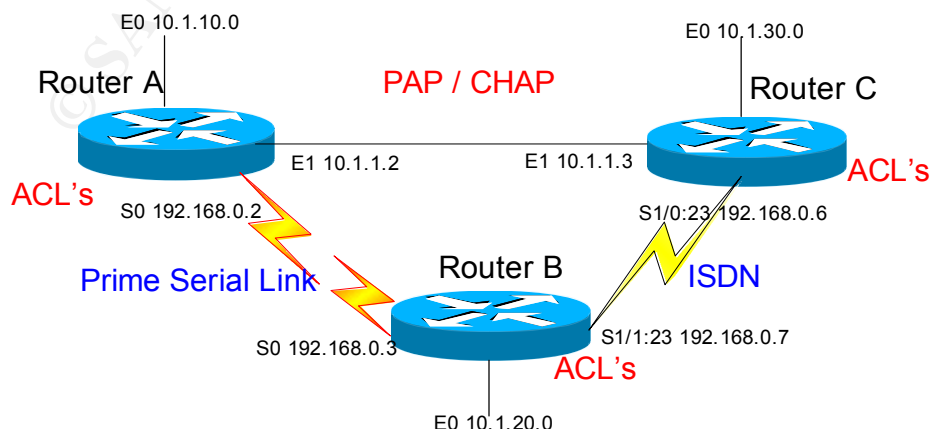 E0 10.1.10.0
E0 10.1.30.0
Router A
PAP / CHAP
Router C
E1 10.1.1.2
E1 10.1.1.3
ACL's
ACL's
S0 192.168.0.2
S1/0:23 192.168.0.6
Prime Serial Link
Router B
ISDN
S0 192.168.0.3
S1/1:23 192.168.0.7
ACL's
E0 10.1.20.0